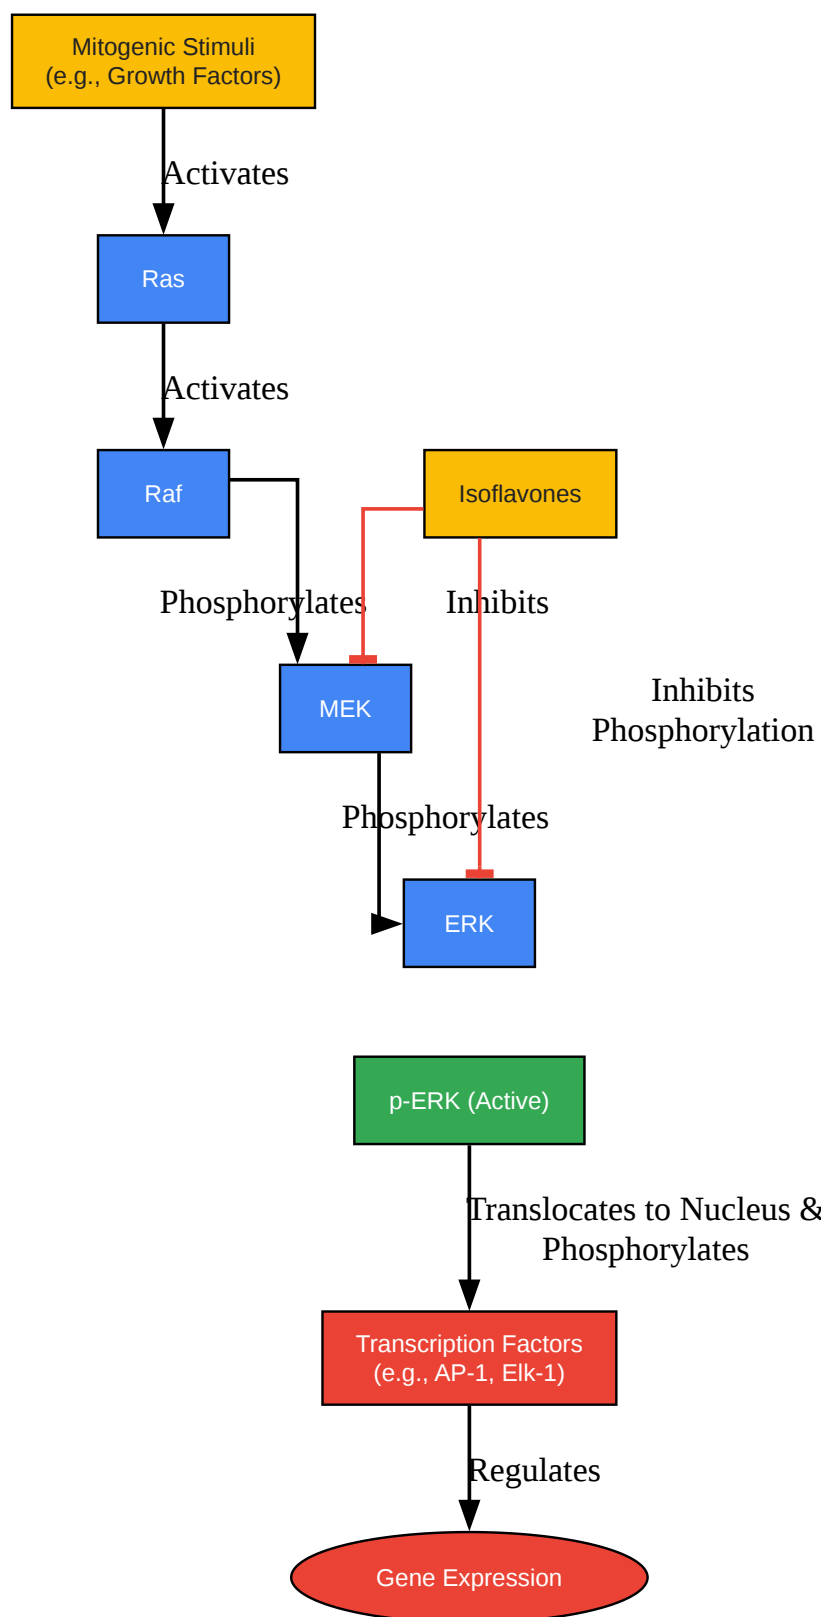 Mitogenic Stimuli
(e.g., Growth Factors)
Activates
Ras
Activates
Raf
Isoflavones
Phosphorylates
Inhibits
Inhibits
Phosphorylation
MEK
Phosphorylates
ERK
p-ERK (Active)
Translocates to Nucleus &
Phosphorylates
Transcription Factors
(e.g., AP-1, Elk-1)
Regulates
Gene Expression